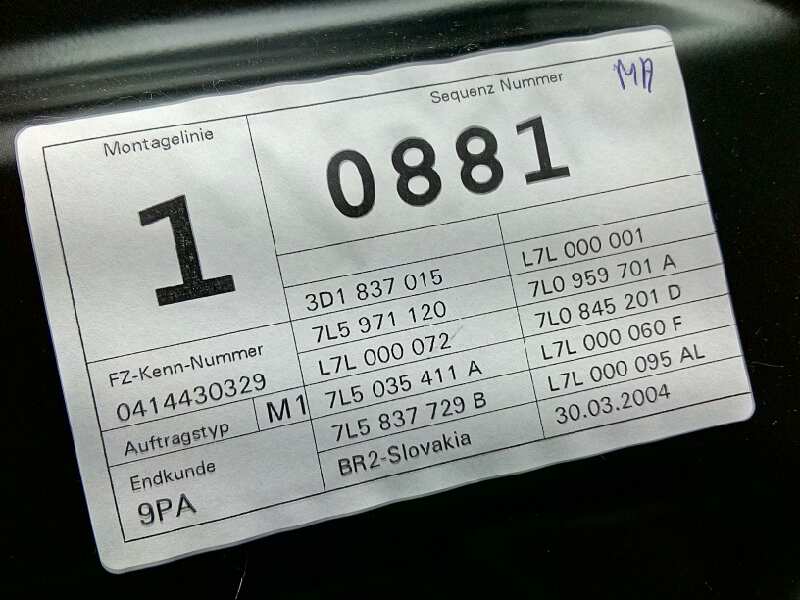 Montagelinie
1
Sequenz Nummer
MA
0881
3D1 837 015
L7L 000 001
7L5 971 120
7L0 959 701 A
L7L 000 072
7L0 845 201 D
7L5 035 411 A
L7L 000 060 F
7L5 837 729 B
L7L 000 095 AL
BR2-Slovakia
30.03.2004
FZ-Kenn-Nummer
0414430329
Auftragstyp
M1
Endkunde
9PA